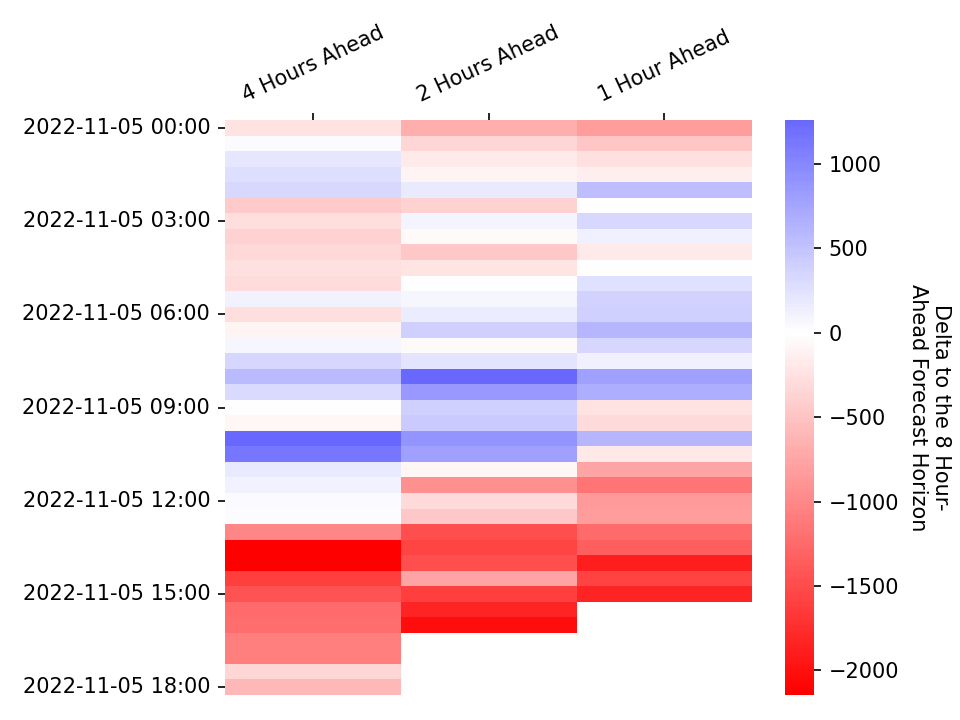 4 Hours Ahead
2 Hours Ahead
1 Hour Ahead
2022-11-05 00:00
2022-11-05 03:00
2022-11-05 06:00
2022-11-05 09:00
2022-11-05 12:00
2022-11-05 15:00
2022-11-05 18:00
1000
500
0
−500
−1000
−1500
−2000
Delta to the 8 Hour-
Ahead Forecast Horizon